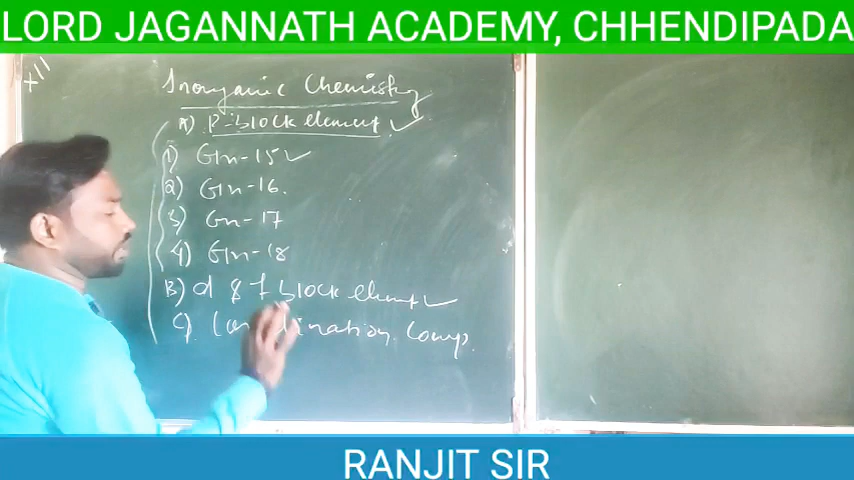 LORD JAGANNATH ACADEMY, CHHENDIPADA
+11
Inorganic Chemistry
A) P-block element ✓
1) Gn-15 ✓
2) Gn-16.
3) Gn-17
4) Gn-18
B) d & f block element ✓
C) Coordination Comp.
RANJIT SIR